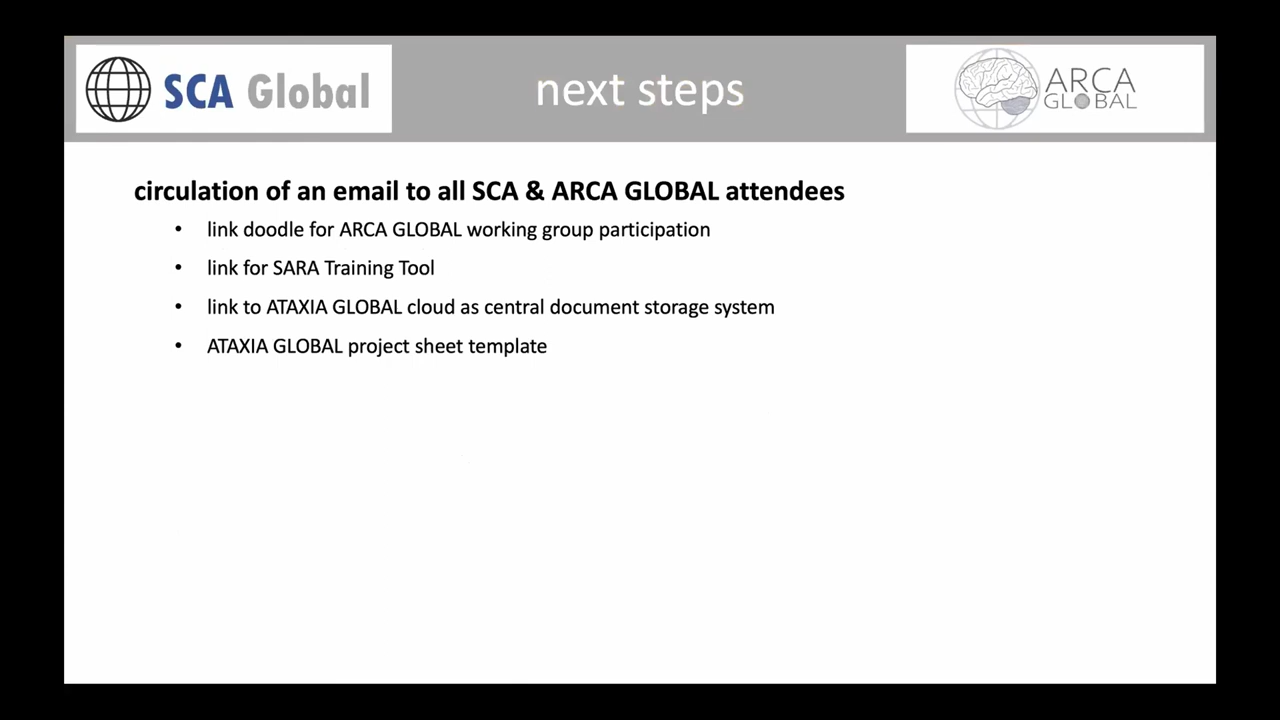 SCA Global
next steps
ARCA
GLOBAL
circulation of an email to all SCA & ARCA GLOBAL attendees
• link doodle for ARCA GLOBAL working group participation
• link for SARA Training Tool
• link to ATAXIA GLOBAL cloud as central document storage system
• ATAXIA GLOBAL project sheet template